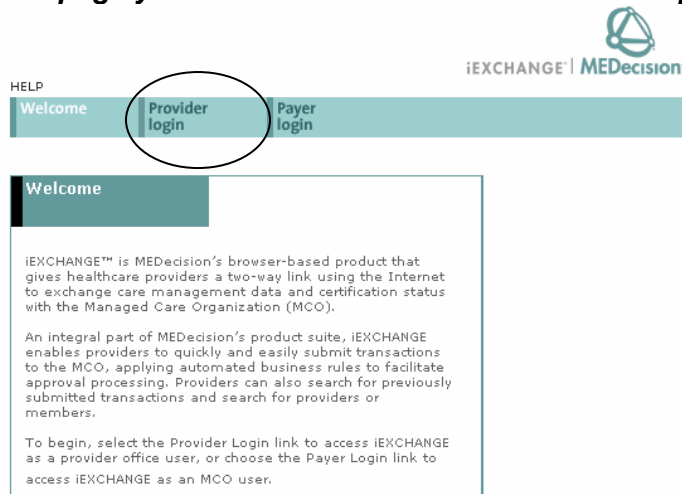 iEXCHANGE™ | MEDecision
HELP
Welcome
Provider login
Payer login
Welcome
iEXCHANGE™ is MEDecision's browser-based product that
gives healthcare providers a two-way link using the Internet
to exchange care management data and certification status
with the Managed Care Organization (MCO).
An integral part of MEDecision's product suite, iEXCHANGE
enables providers to quickly and easily submit transactions
to the MCO, applying automated business rules to facilitate
approval processing. Providers can also search for previously
submitted transactions and search for providers or
members.
To begin, select the Provider Login link to access iEXCHANGE
as a provider office user, or choose the Payer Login link to
access iEXCHANGE as an MCO user.